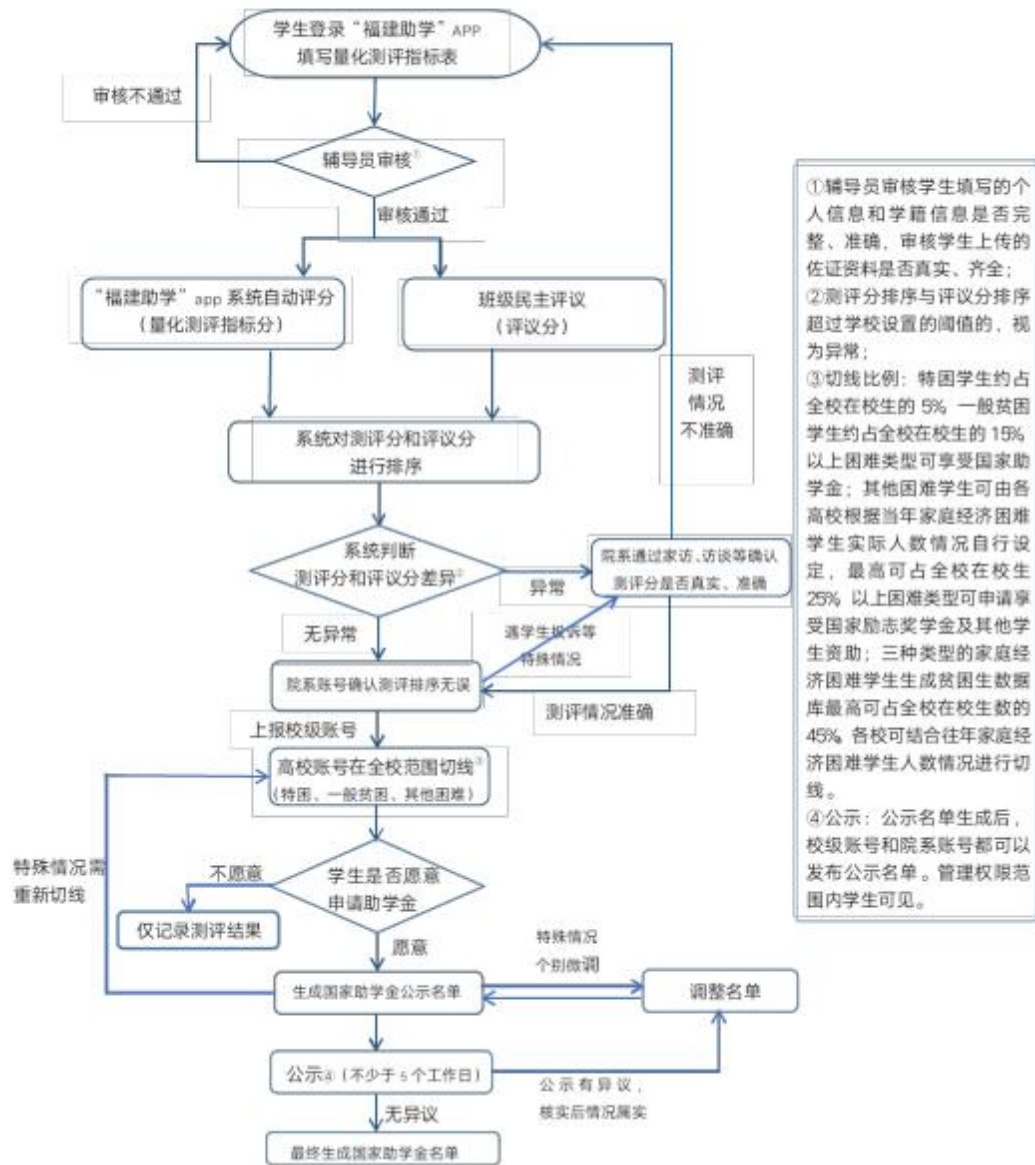 学生登录“福建助学”APP
填写量化测评指标表
审核不通过
辅导员审核①
审核通过
“福建助学”app系统自动评分
（量化测评指标分）
班级民主评议
（评议分）
测评
情况
不准确
系统对测评分和评议分
进行排序
系统判断
测评分和评议分差异②
异常
院系通过家访、访谈等确认
测评分是否真实、准确
无异常
遇学生投诉等
特殊情况
院系账号确认测评排序无误
测评情况准确
上报校级账号
高校账号在全校范围切线③
（特困、一般贫困、其他困难）
特殊情况需
重新切线
不愿意
学生是否愿意
申请助学金
仅记录测评结果
愿意
特殊情况
个别微调
生成国家助学金公示名单
调整名单
公示④（不少于5个工作日）
公示有异议，
核实后情况属实
无异议
最终生成国家助学金名单
①辅导员审核学生填写的个
人信息和学籍信息是否完
整、准确，审核学生上传的
佐证资料是否真实、齐全；
②测评分排序与评议分排序
超过学校设置的阈值的，视
为异常；
③切线比例：特困学生约占
全校在校生的5%，一般贫困
学生约占全校在校生的15%，
以上困难类型可享受国家助
学金；其他困难学生可由各
高校根据当年家庭经济困难
学生实际人数情况自行设
定，最高可占全校在校生
25%，以上困难类型可申请享
受国家励志奖学金及其他学
生资助；三种类型的家庭经
济困难学生生成贫困生数据
库最高可占全校在校生数的
45%，各校可结合往年家庭经
济困难学生人数情况进行切
线。
④公示：公示名单生成后，
校级账号和院系账号都可以
发布公示名单。管理权限范
围内学生可见。